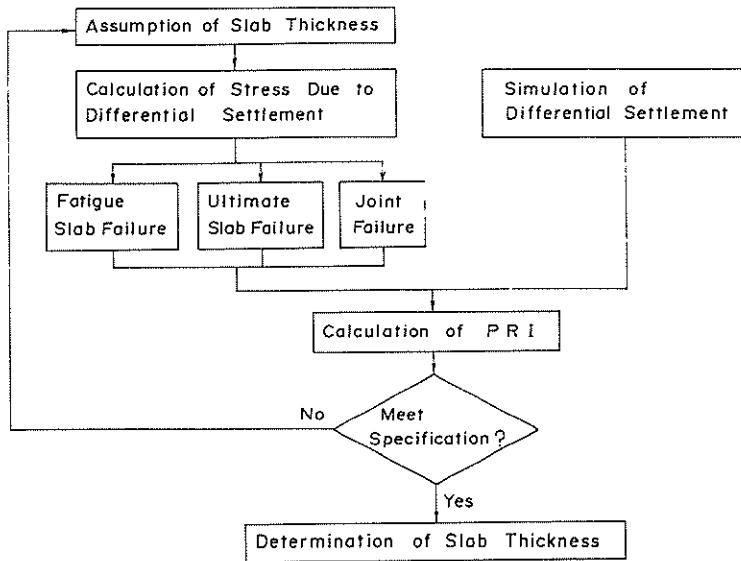 Assumption of Slab Thickness
Calculation of Stress Due to
Differential Settlement
Simulation of
Differential Settlement
Fatigue
Slab Failure
Ultimate
Slab Failure
Joint
Failure
Calculation of PRI
No
Meet
Specification?
Yes
Determination of Slab Thickness